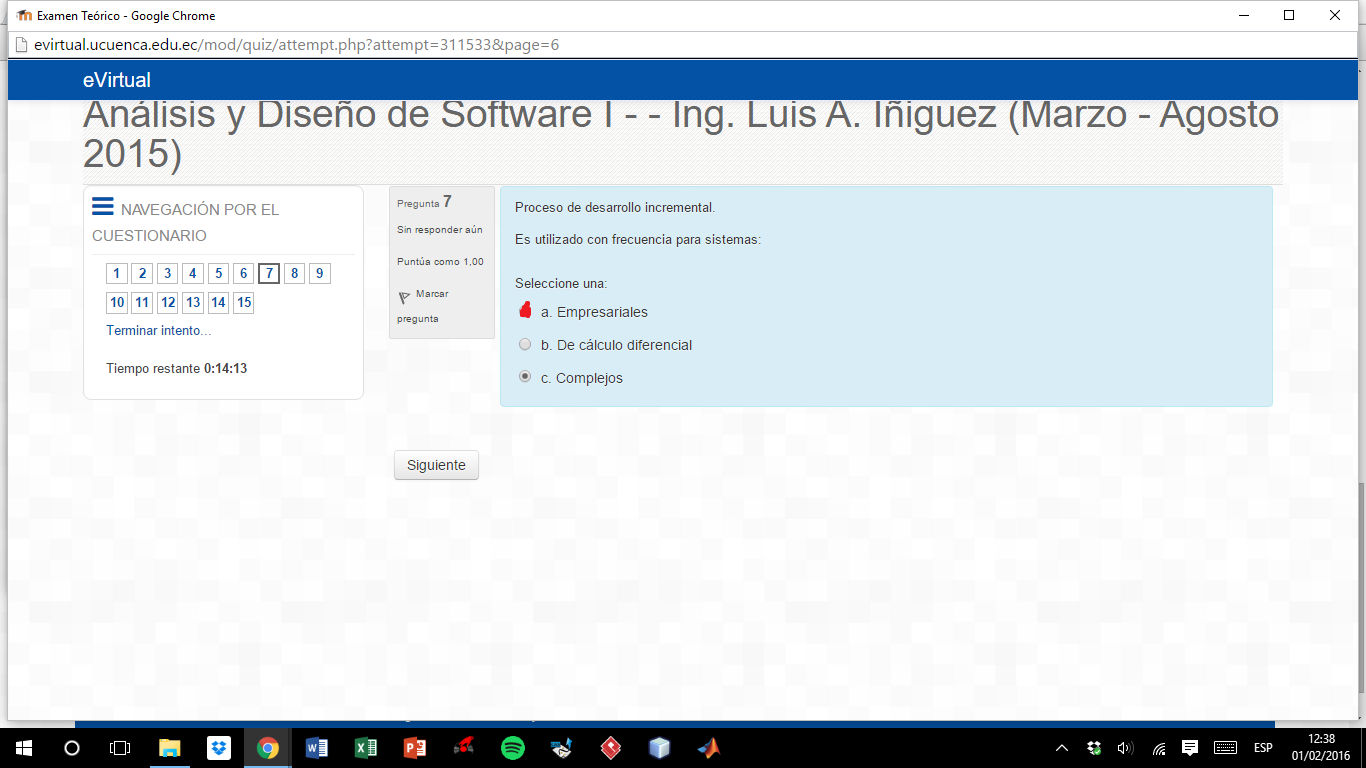 Examen Teórico - Google Chrome
evirtual.ucuenca.edu.ec/mod/quiz/attempt.php?attempt=311533&page=6
eVirtual
Análisis y Diseño de Software I - - Ing. Luis A. Iñiguez (Marzo - Agosto
2015)
NAVEGACIÓN POR EL
CUESTIONARIO
1 2 3 4 5 6 7 8 9
10 11 12 13 14 15
Terminar intento...
Tiempo restante 0:14:13
Pregunta 7
Sin responder aún
Puntúa como 1,00
Marcar
pregunta
Proceso de desarrollo incremental.
Es utilizado con frecuencia para sistemas:
Seleccione una:
a. Empresariales
b. De cálculo diferencial
c. Complejos
Siguiente
ESP
12:38
01/02/2016